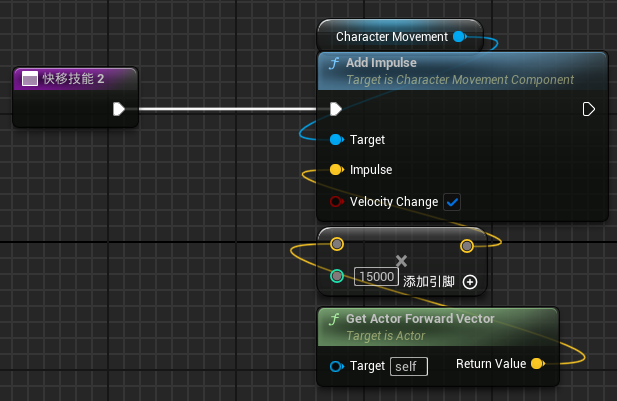 Character Movement
快移技能 2
f Add Impulse
Target is Character Movement Component
Target
Impulse
Velocity Change
×
15000 添加引脚
f Get Actor Forward Vector
Target is Actor
Target self Return Value